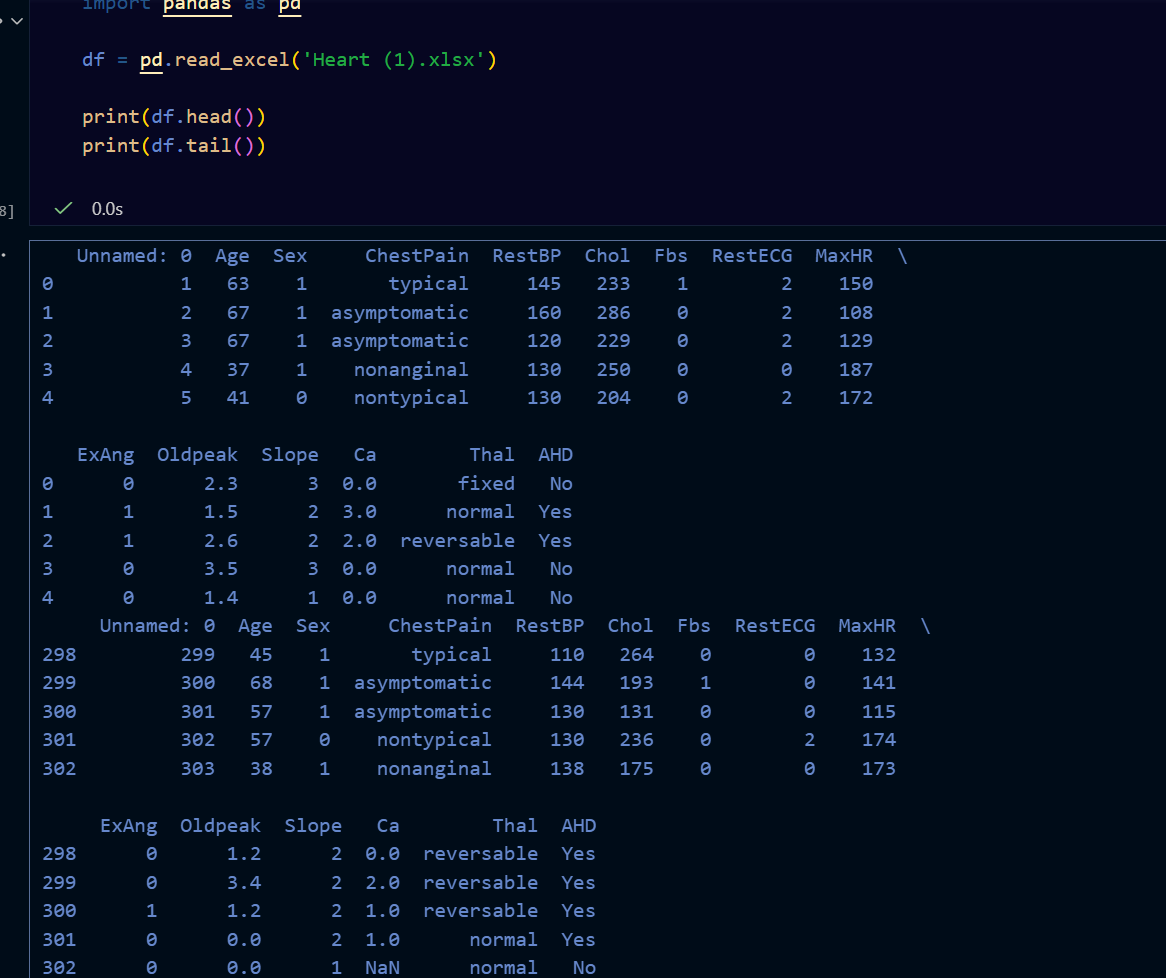 import pandas as pd
df = pd.read_excel('Heart (1).xlsx')
print(df.head())
print(df.tail())
8] 0.0s
Unnamed: 0 Age Sex ChestPain RestBP Chol Fbs RestECG MaxHR \
0 1 63 1 typical 145 233 1 2 150
1 2 67 1 asymptomatic 160 286 0 2 108
2 3 67 1 asymptomatic 120 229 0 2 129
3 4 37 1 nonanginal 130 250 0 0 187
4 5 41 0 nontypical 130 204 0 2 172
ExAng Oldpeak Slope Ca Thal AHD
0 0 2.3 3 0.0 fixed No
1 1 1.5 2 3.0 normal Yes
2 1 2.6 2 2.0 reversable Yes
3 0 3.5 3 0.0 normal No
4 0 1.4 1 0.0 normal No
Unnamed: 0 Age Sex ChestPain RestBP Chol Fbs RestECG MaxHR \
298 299 45 1 typical 110 264 0 0 132
299 300 68 1 asymptomatic 144 193 1 0 141
300 301 57 1 asymptomatic 130 131 0 0 115
301 302 57 0 nontypical 130 236 0 2 174
302 303 38 1 nonanginal 138 175 0 0 173
ExAng Oldpeak Slope Ca Thal AHD
298 0 1.2 2 0.0 reversable Yes
299 0 3.4 2 2.0 reversable Yes
300 1 1.2 2 1.0 reversable Yes
301 0 0.0 2 1.0 normal Yes
302 0 0.0 1 NaN normal No